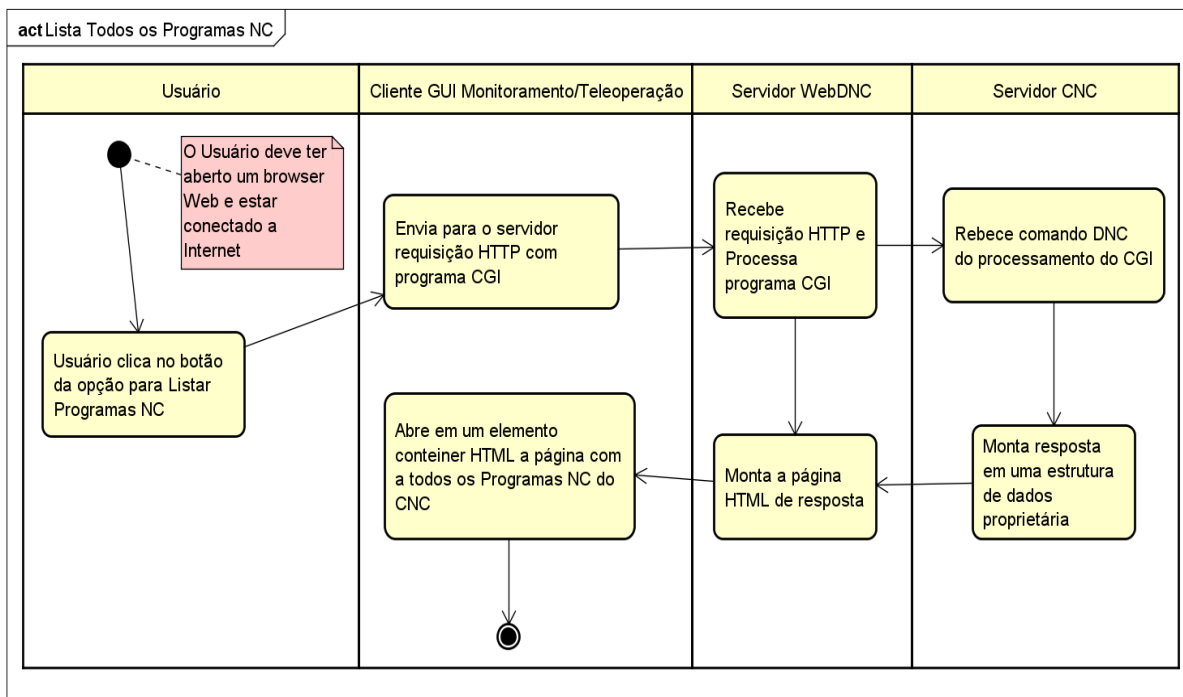 act Lista Todos os Programas NC
Usuário
Cliente GUI Monitoramento/Teleoperação
Servidor WebDNC
Servidor CNC
O Usuário deve ter
aberto um browser
Web e estar
conectado a
Internet
Usuário clica no botão
da opção para Listar
Programas NC
Envia para o servidor
requisição HTTP com
programa CGI
Recebe
requisição HTTP e
Processa
programa CGI
Rebece comando DNC
do processamento do CGI
Abre em um elemento
conteiner HTML a página com
a todos os Programas NC do
CNC
Monta a página
HTML de resposta
Monta resposta
em uma estrutura
de dados
proprietária